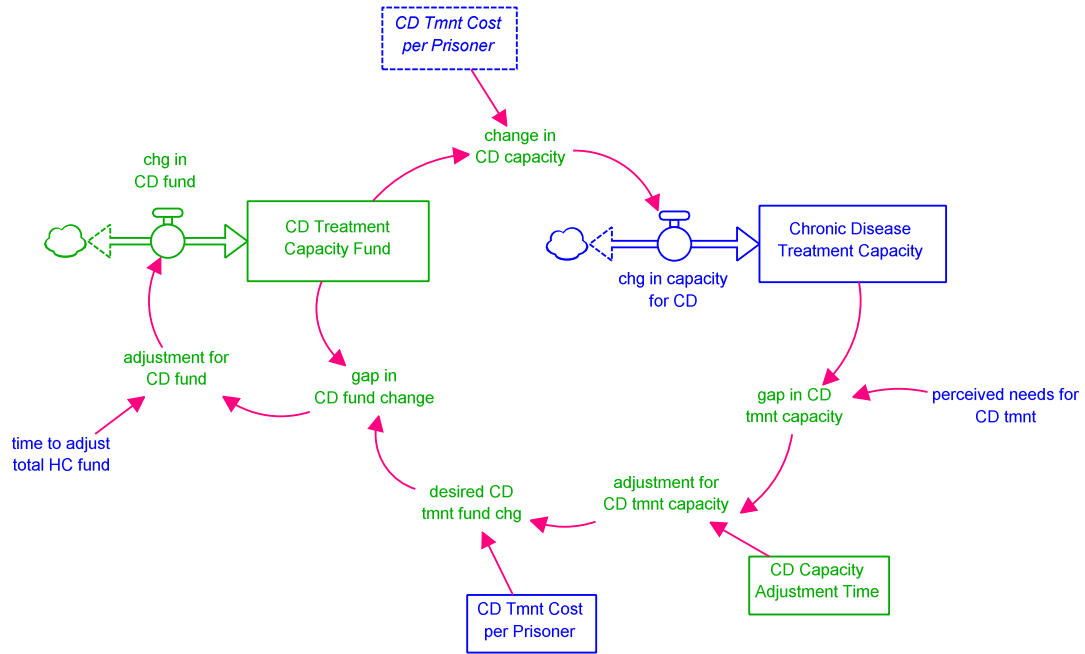 CD Tmnt Cost
per Prisoner
change in
CD capacity
chg in
CD fund
CD Treatment
Capacity Fund
Chronic Disease
Treatment Capacity
chg in capacity
for CD
adjustment for
CD fund
gap in
CD fund change
gap in CD
tmnt capacity
perceived needs for
CD tmnt
time to adjust
total HC fund
desired CD
tmnt fund chg
adjustment for
CD tmnt capacity
CD Capacity
Adjustment Time
CD Tmnt Cost
per Prisoner